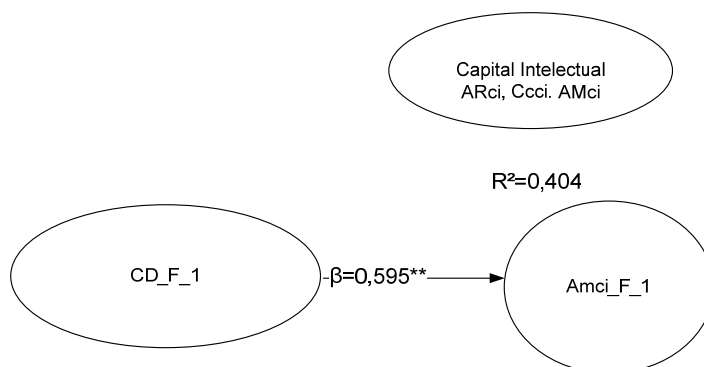 Capital Intelectual
ARci, Ccci. AMci
R²=0,404
CD_F_1
β=0,595**
Amci_F_1